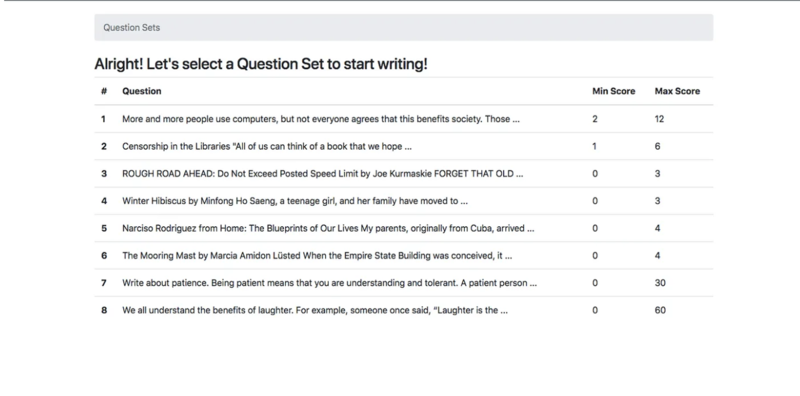 Question Sets
Alright! Let's select a Question Set to start writing!
# Question Min Score Max Score
1 More and more people use computers, but not everyone agrees that this benefits society. Those ... 2 12
2 Censorship in the Libraries "All of us can think of a book that we hope ... 1 6
3 ROUGH ROAD AHEAD: Do Not Exceed Posted Speed Limit by Joe Kurmaskie FORGET THAT OLD ... 0 3
4 Winter Hibiscus by Minfong Ho Saeng, a teenage girl, and her family have moved to ... 0 3
5 Narciso Rodriguez from Home: The Blueprints of Our Lives My parents, originally from Cuba, arrived ... 0 4
6 The Mooring Mast by Marcia Amidon Lüsted When the Empire State Building was conceived, it ... 0 4
7 Write about patience. Being patient means that you are understanding and tolerant. A patient person ... 0 30
8 We all understand the benefits of laughter. For example, someone once said, "Laughter is the ... 0 60